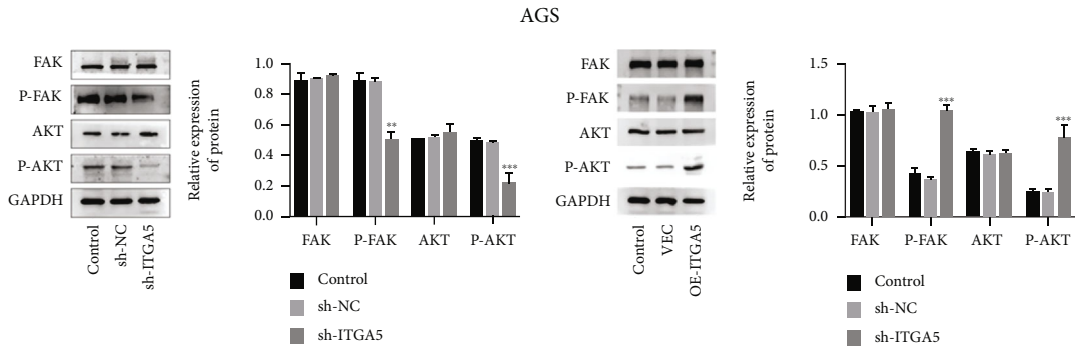 AGS
FAK
P-FAK
AKT
P-AKT
GAPDH
Control
sh-NC
sh-ITGA5
Relative expression
of protein
1.0
0.8
0.6
0.4
0.2
0.0
**
***
FAK P-FAK AKT P-AKT
Control
sh-NC
sh-ITGA5
FAK
P-FAK
AKT
P-AKT
GAPDH
Control
VEC
OE-ITGA5
Relative expression
of protein
1.5
1.0
0.5
0.0
***
***
FAK P-FAK AKT P-AKT
Control
sh-NC
sh-ITGA5